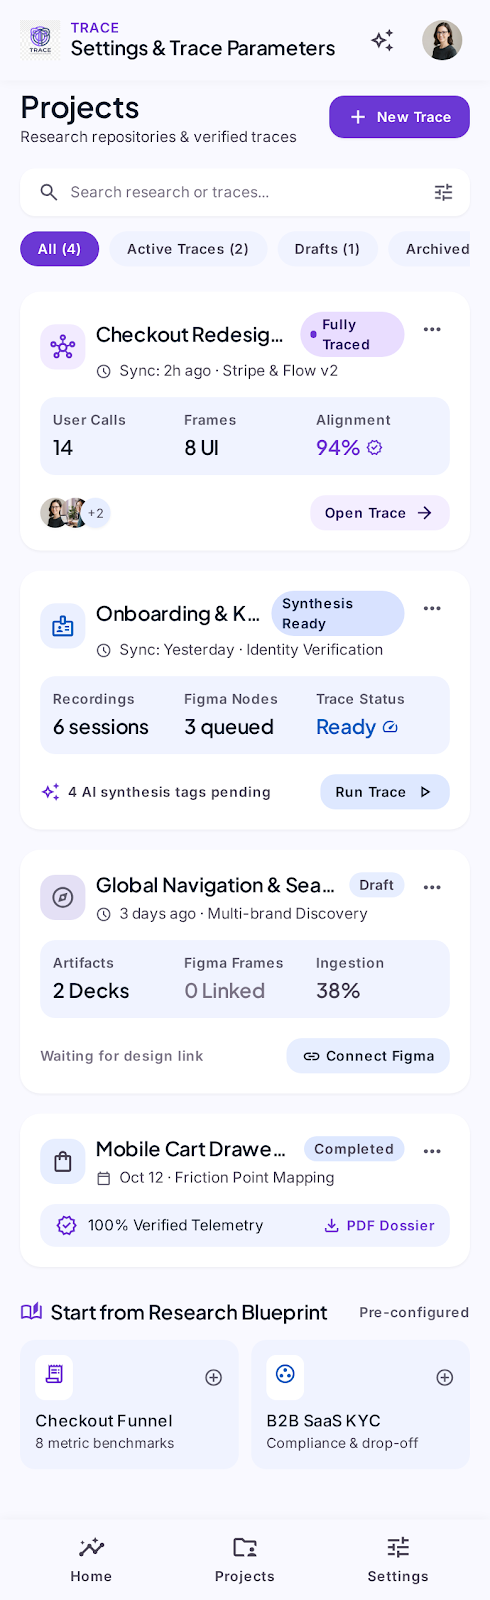 TRACE
TRACE
Settings & Trace Parameters
Projects
Research repositories & verified traces
New Trace
Search research or traces...
All (4)
Active Traces (2)
Drafts (1)
Archived
Checkout Redesig...
Fully
Traced
Sync: 2h ago · Stripe & Flow v2
User Calls
Frames
Alignment
14
8 UI
94%
+2
Open Trace
Onboarding & K...
Synthesis
Ready
Sync: Yesterday · Identity Verification
Recordings
Figma Nodes
Trace Status
6 sessions
3 queued
Ready
4 AI synthesis tags pending
Run Trace
Global Navigation & Sea...
Draft
3 days ago · Multi-brand Discovery
Artifacts
Figma Frames
Ingestion
2 Decks
0 Linked
38%
Waiting for design link
Connect Figma
Mobile Cart Drawe...
Completed
Oct 12 · Friction Point Mapping
100% Verified Telemetry
PDF Dossier
Start from Research Blueprint
Pre-configured
Checkout Funnel
8 metric benchmarks
B2B SaaS KYC
Compliance & drop-off
Home
Projects
Settings